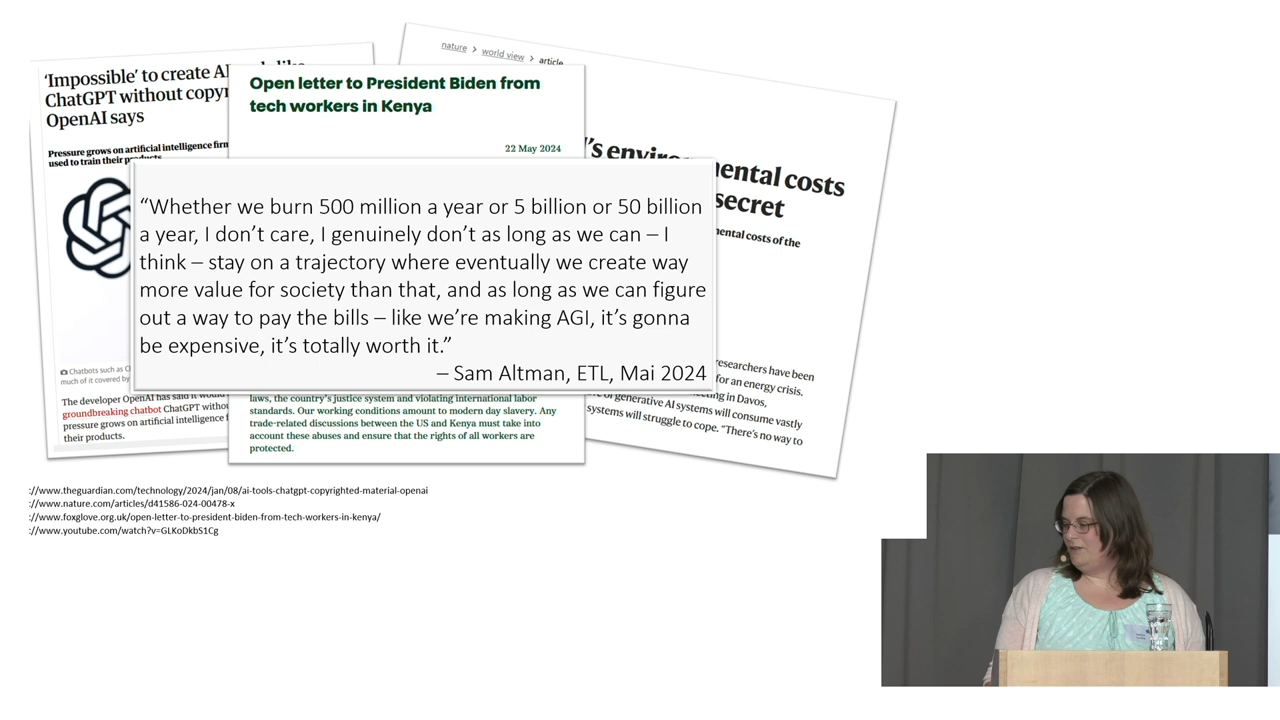 'Impossible' to create AI
ChatGPT without copyr
OpenAI says
Pressure grows on artificial intelligence firm
used to train their products
Chatbots such as C
much of it covered by
The developer OpenAI has said it would
groundbreaking chatbot ChatGPT witho
pressure grows on artificial intelligence f
their products.
Open letter to President Biden from
tech workers in Kenya
22 May 2024
nature > world view > article
's environmental costs
secret
mental costs of the
“Whether we burn 500 million a year or 5 billion or 50 billion
a year, I don’t care, I genuinely don’t as long as we can – I
think – stay on a trajectory where eventually we create way
more value for society than that, and as long as we can figure
out a way to pay the bills – like we’re making AGI, it’s gonna
be expensive, it’s totally worth it.”
– Sam Altman, ETL, Mai 2024
laws, the country's justice system and violating international labor
standards. Our working conditions amount to modern day slavery. Any
trade-related discussions between the US and Kenya must take into
account these abuses and ensure that the rights of all workers are
protected.
researchers have been
for an energy crisis.
ting in Davos,
of generative AI systems will consume vastly
systems will struggle to cope. “There's no way to
://www.theguardian.com/technology/2024/jan/08/ai-tools-chatgpt-copyrighted-material-openai
://www.nature.com/articles/d41586-024-00478-x
://www.foxglove.org.uk/open-letter-to-president-biden-from-tech-workers-in-kenya/
://www.youtube.com/watch?v=GLKoDkbS1Cg